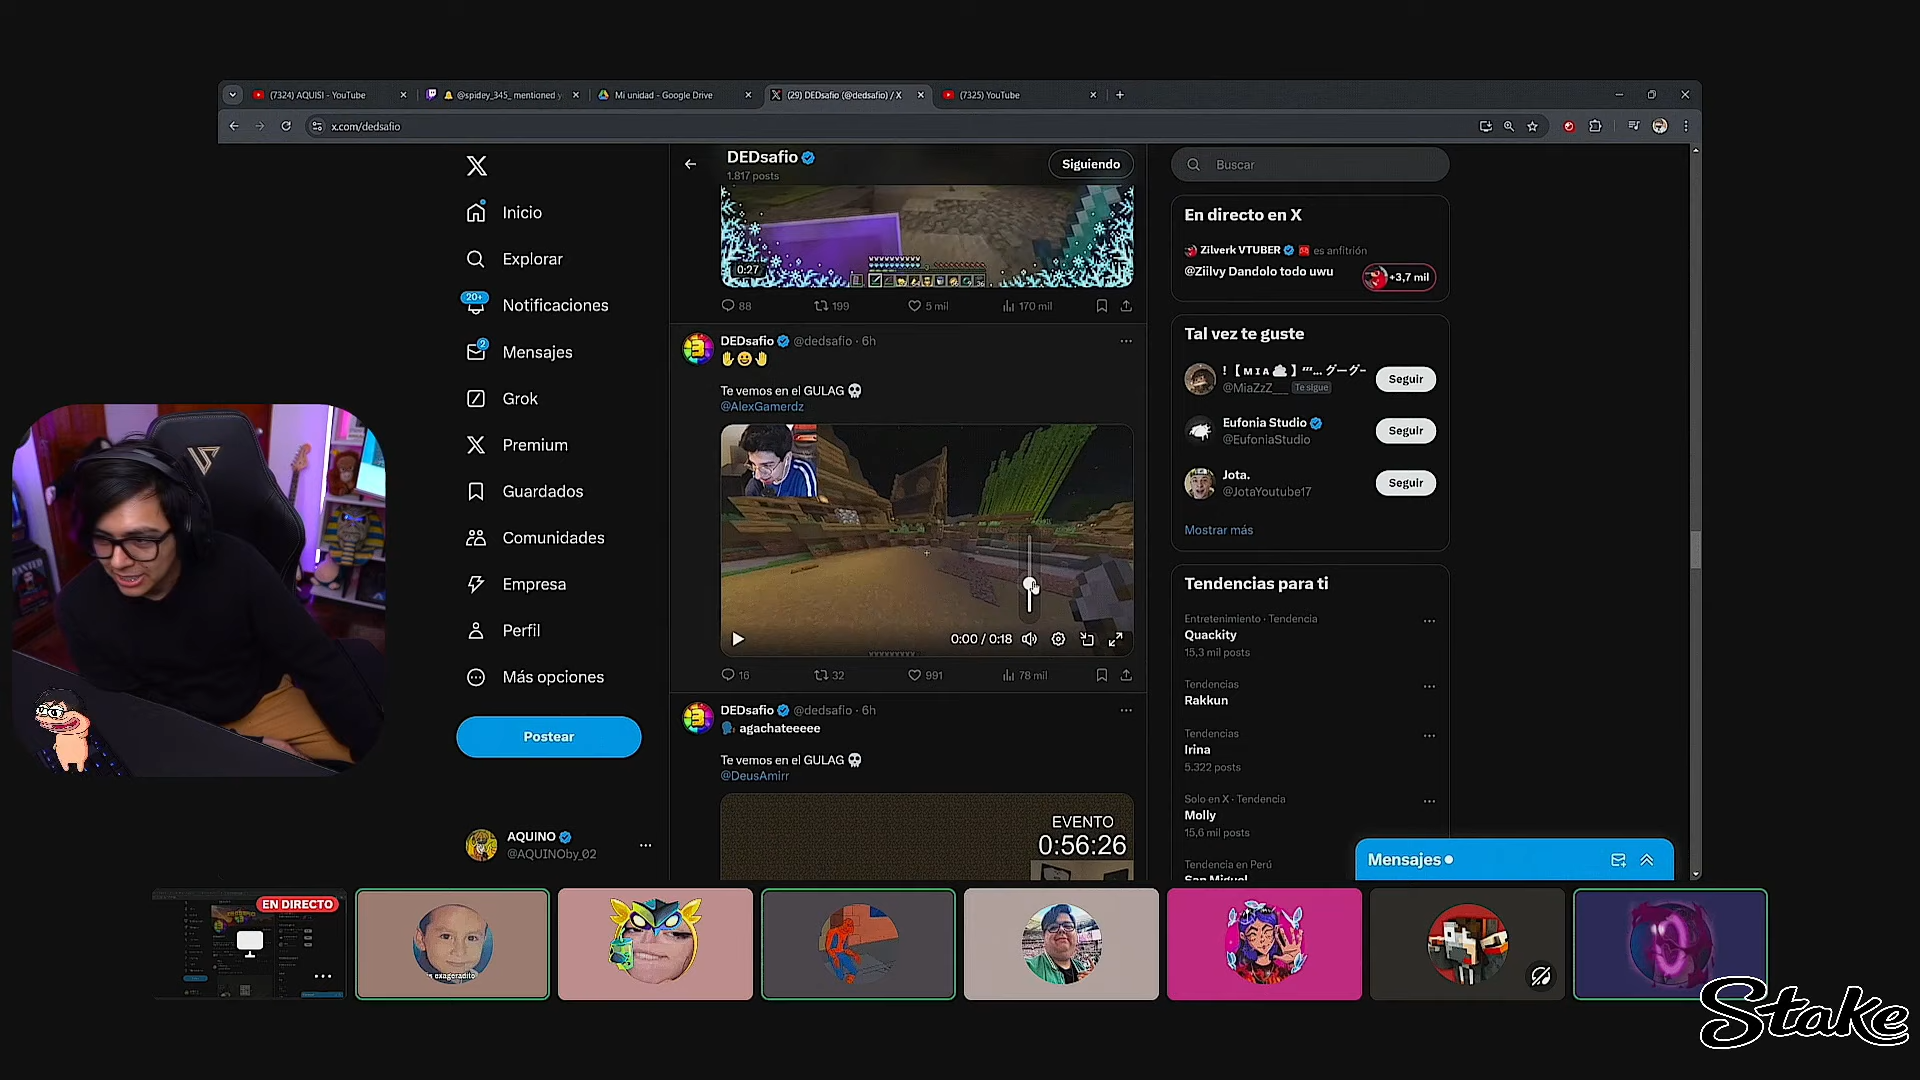 (7324) AQUISI - YouTube
@spidey_345_ mentioned y
Mi unidad - Google Drive
(29) DEDsafio (@dedsafio) / X
(7325) YouTube
x.com/dedsafio
Inicio
Explorar
20+
Notificaciones
2
Mensajes
Grok
Premium
Guardados
Comunidades
Empresa
Perfil
Más opciones
Postear
AQUINO
@AQUINOby_02
DEDsafio
1.817 posts
Siguiendo
0:27
88
199
5 mil
170 mil
DEDsafio @dedsafio · 6h
✋😀🤚
Te vemos en el GULAG 💀
@AlexGamerdz
0:00 / 0:18
16
32
991
78 mil
DEDsafio @dedsafio · 6h
🗣 agachateeeee
Te vemos en el GULAG 💀
@DeusAmirr
EVENTO
0:56:26
Buscar
En directo en X
Zilverk VTUBER es anfitrión
@Ziilvy Dandolo todo uwu
+3,7 mil
Tal vez te guste
@MiaZzZ___ Te sigue
Seguir
Eufonia Studio
@EufoniaStudio
Seguir
Jota.
@JotaYoutube17
Seguir
Mostrar más
Tendencias para ti
Entretenimiento · Tendencia
Quackity
15,3 mil posts
Tendencias
Rakkun
Tendencias
Irina
5.322 posts
Solo en X · Tendencia
Molly
15,6 mil posts
Tendencia en Perú
San Miguel
Mensajes
EN DIRECTO
exageradito
Stake